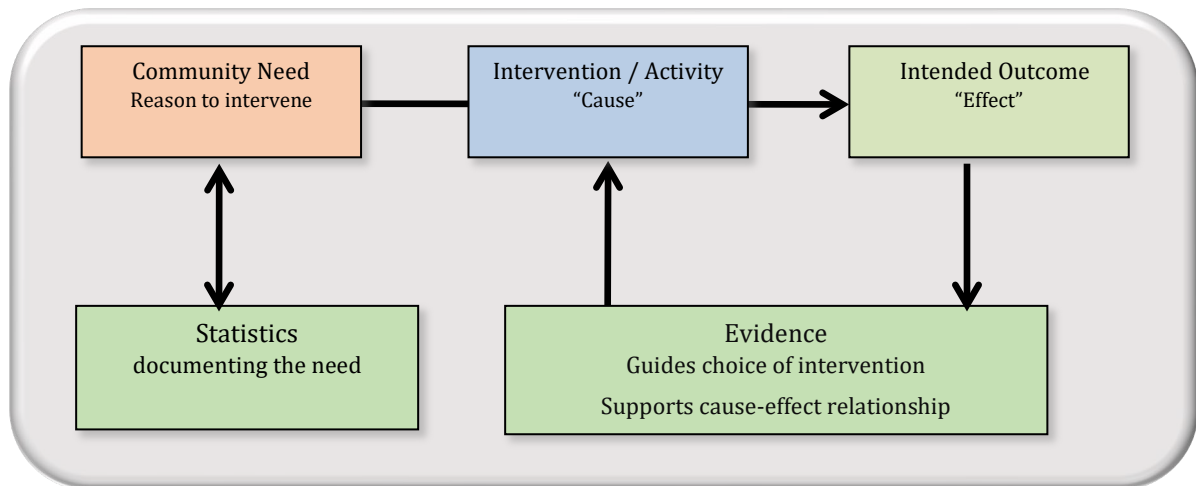 Community Need
Reason to intervene
Intervention / Activity
“Cause”
Intended Outcome
“Effect”
Statistics
documenting the need
Evidence
Guides choice of intervention
Supports cause-effect relationship